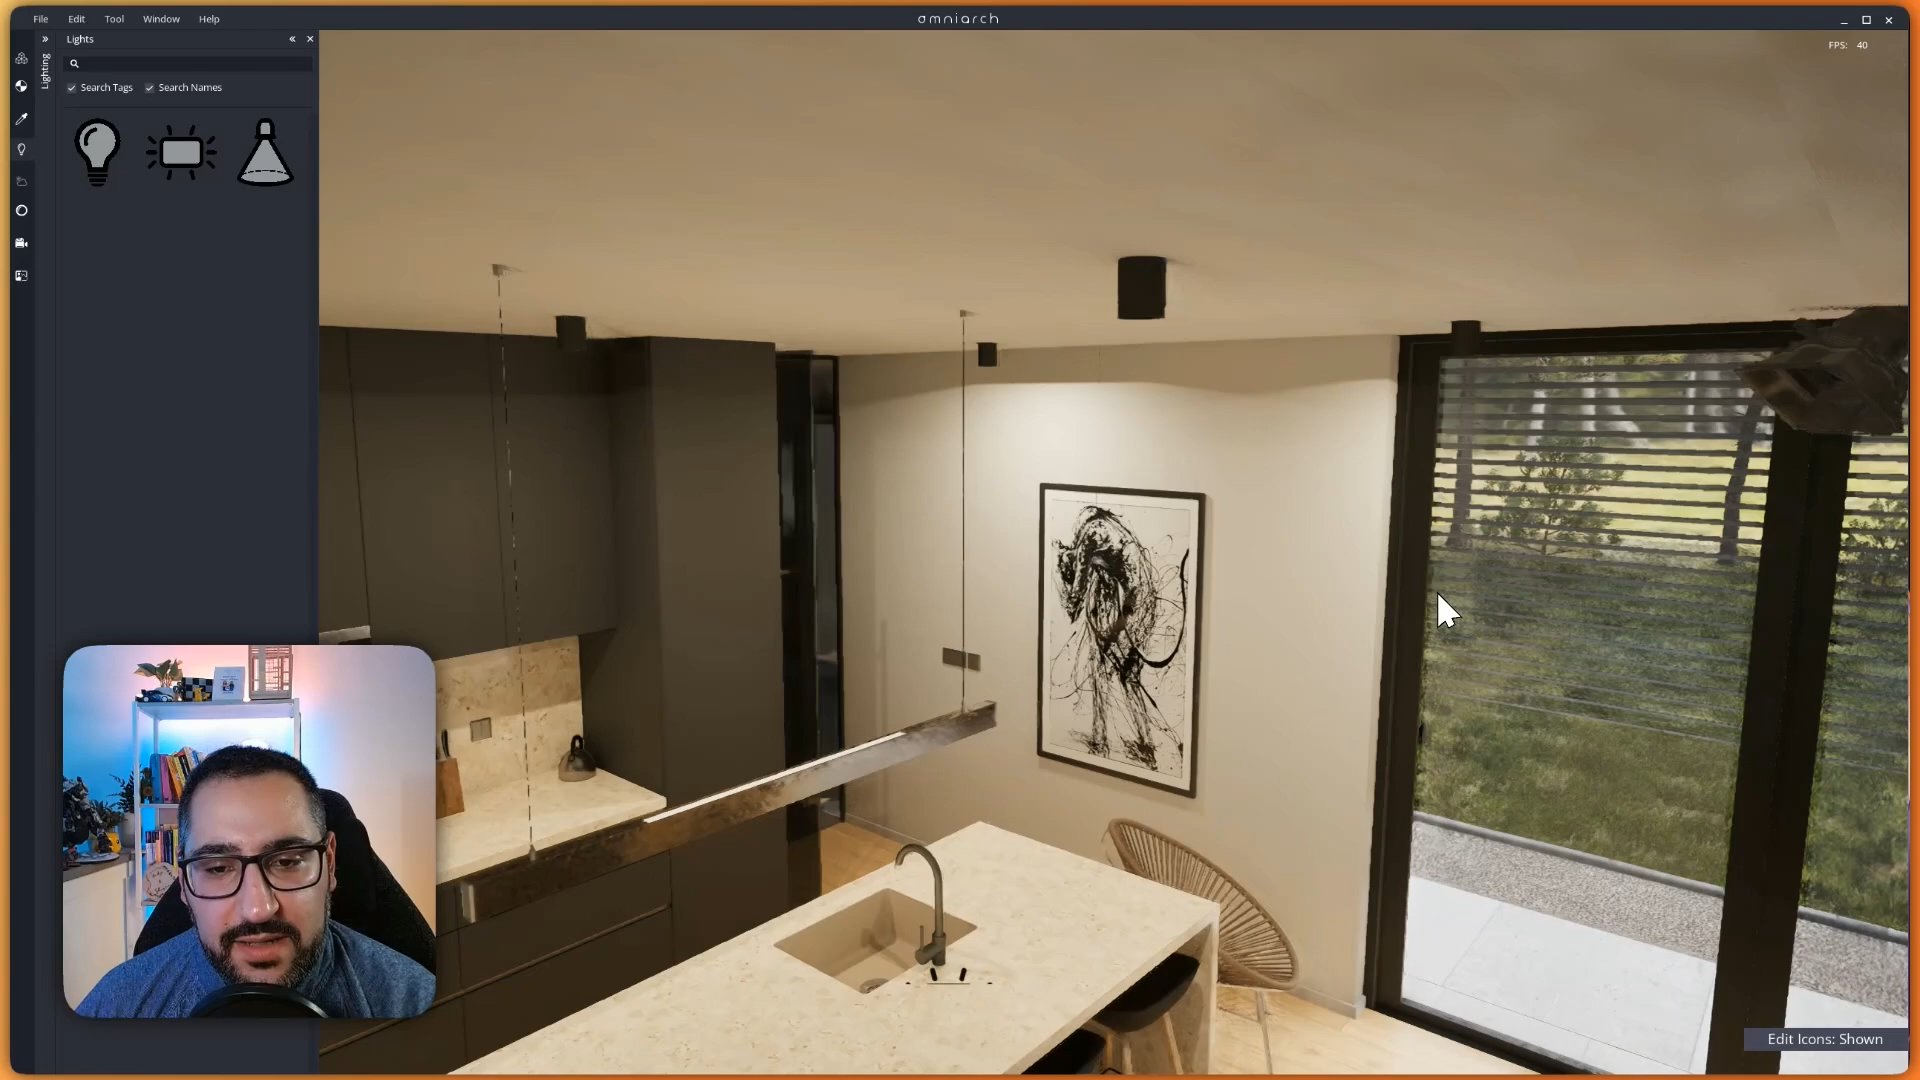 File Edit Tool Window Help
omniarch
Lights
FPS: 40
Lighting
Search Tags Search Names
Edit Icons: Shown